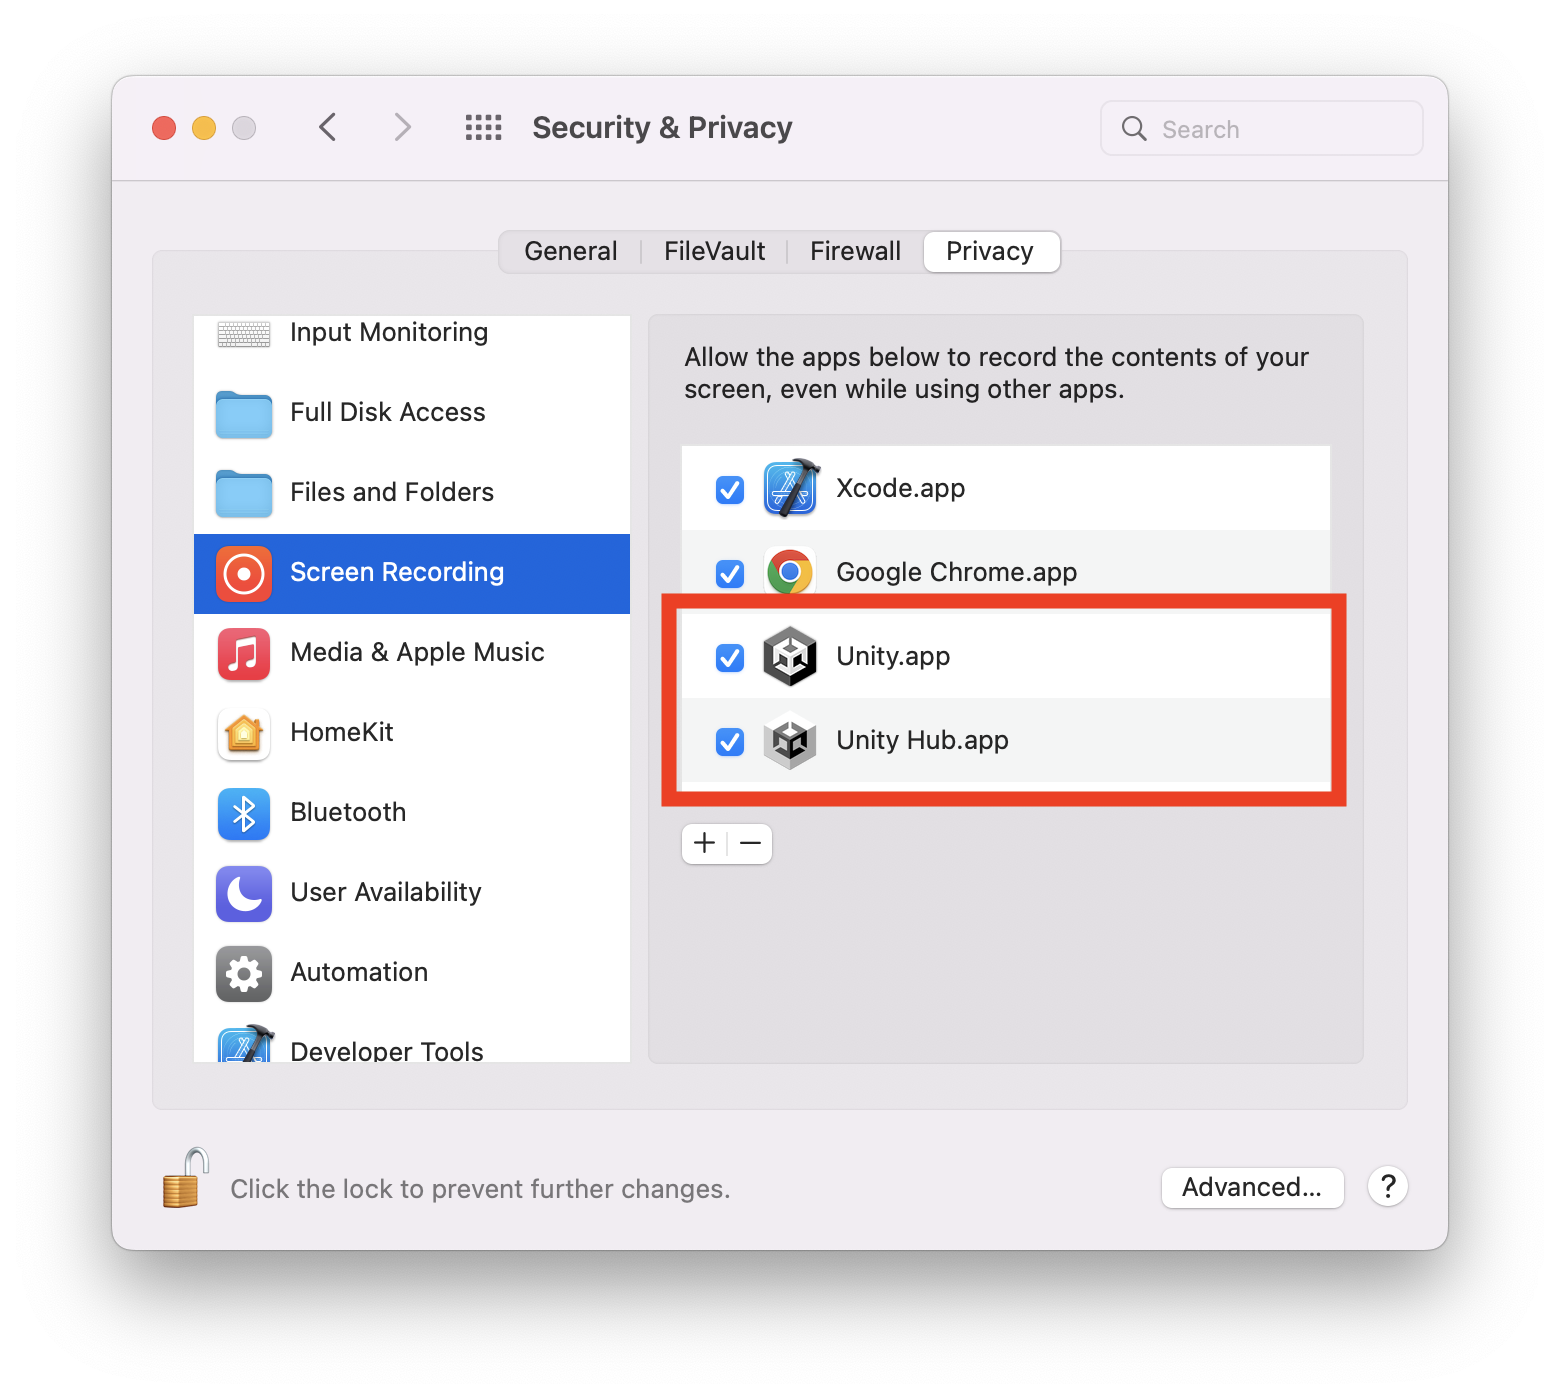 Security & Privacy
Search
General
FileVault
Firewall
Privacy
Input Monitoring
Full Disk Access
Files and Folders
Screen Recording
Media & Apple Music
HomeKit
Bluetooth
User Availability
Automation
Developer Tools
Allow the apps below to record the contents of your
screen, even while using other apps.
Xcode.app
Google Chrome.app
Unity.app
Unity Hub.app
Click the lock to prevent further changes.
Advanced...
?